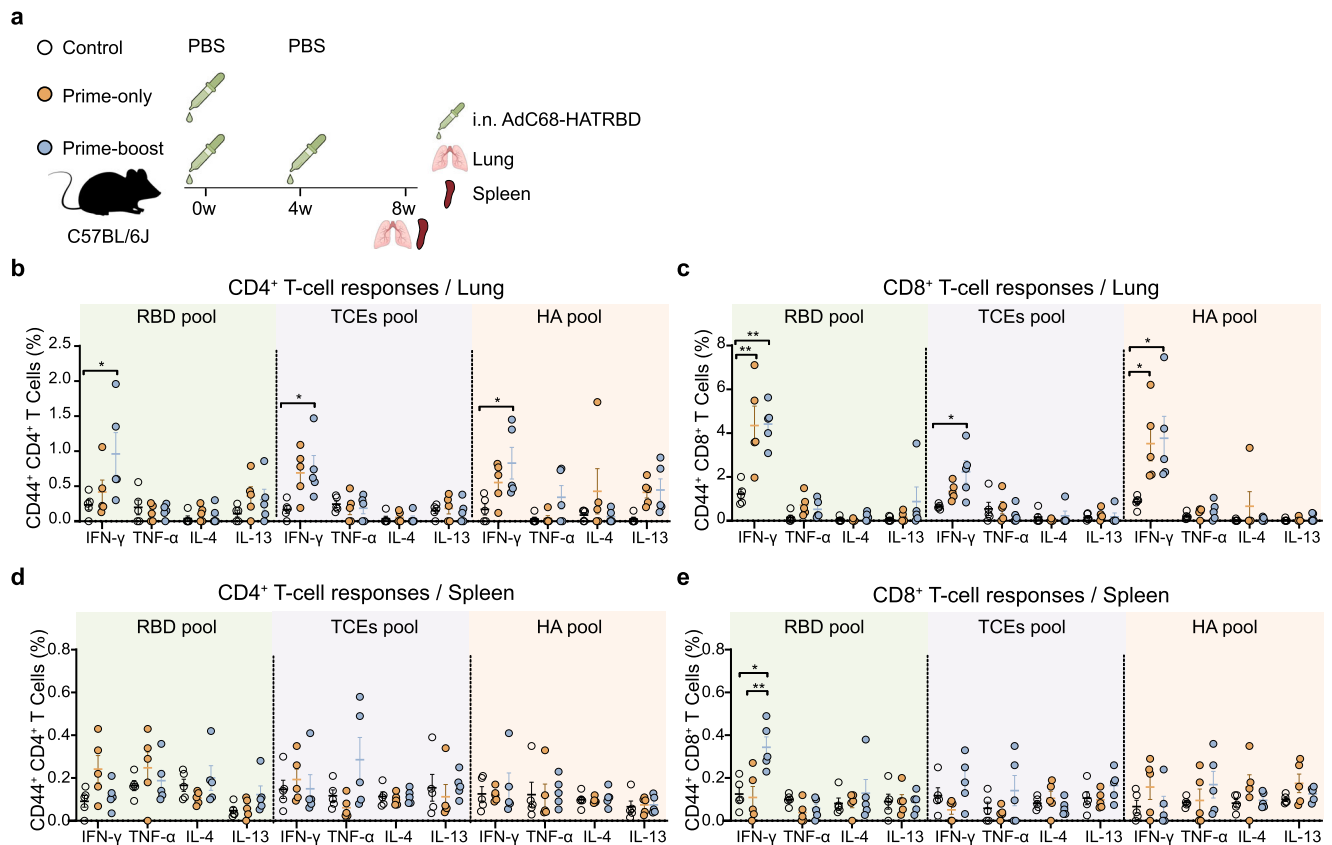 a
Control
PBS
PBS
Prime-only
Prime-boost
i.n. AdC68-HATRBD
Lung
Spleen
0w
4w
8w
C57BL/6J
b
CD4⁺ T-cell responses / Lung
RBD pool
TCEs pool
HA pool
CD44⁺ CD4⁺ T Cells (%)
2.5
2.0
1.5
1.0
0.5
0.0
*
*
*
IFN-γ TNF-α IL-4 IL-13 IFN-γ TNF-α IL-4 IL-13 IFN-γ TNF-α IL-4 IL-13
c
CD8⁺ T-cell responses / Lung
RBD pool
TCEs pool
HA pool
CD44⁺ CD8⁺ T Cells (%)
8
6
4
2
0
**
**
*
*
*
IFN-γ TNF-α IL-4 IL-13 IFN-γ TNF-α IL-4 IL-13 IFN-γ TNF-α IL-4 IL-13
d
CD4⁺ T-cell responses / Spleen
RBD pool
TCEs pool
HA pool
CD44⁺ CD4⁺ T Cells (%)
0.8
0.6
0.4
0.2
0.0
IFN-γ TNF-α IL-4 IL-13 IFN-γ TNF-α IL-4 IL-13 IFN-γ TNF-α IL-4 IL-13
e
CD8⁺ T-cell responses / Spleen
RBD pool
TCEs pool
HA pool
CD44⁺ CD8⁺ T Cells (%)
0.8
0.6
0.4
0.2
0.0
*
**
IFN-γ TNF-α IL-4 IL-13 IFN-γ TNF-α IL-4 IL-13 IFN-γ TNF-α IL-4 IL-13